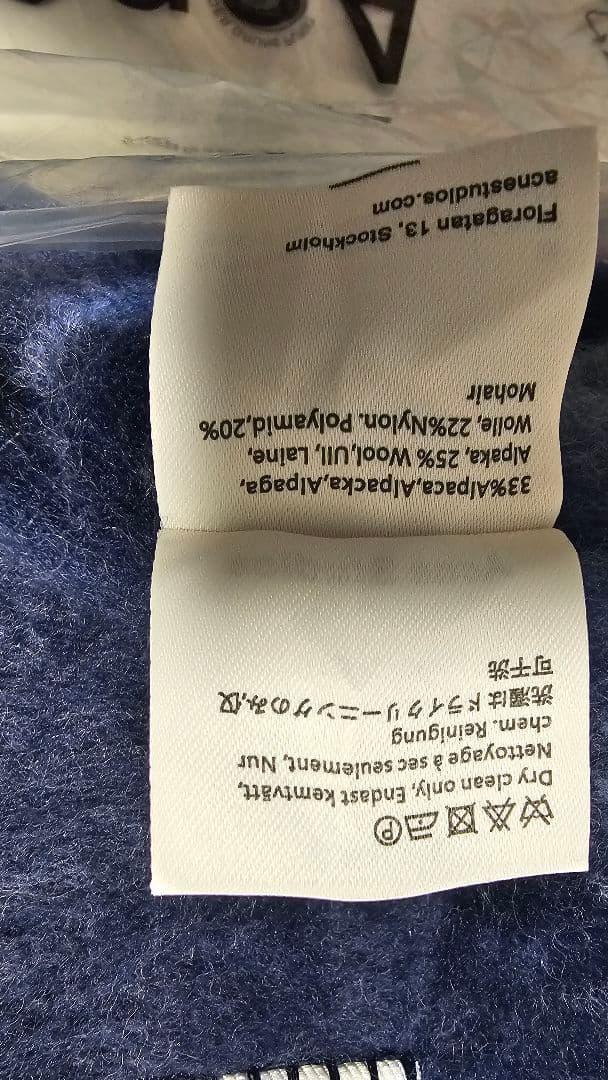 P
Dry clean only, Endast kemtvätt,
Nettoyage à sec seulement, Nur
chem. Reinigung
洗濯はドライクリーニングのみ,仅
可干洗
33%Alpaca,Alpacka,Alpaga,
Alpaka, 25% Wool,Ull, Laine,
Wolle, 22%Nylon. Polyamid,20%
Mohair
Floragatan 13, Stockholm
acnestudios.com